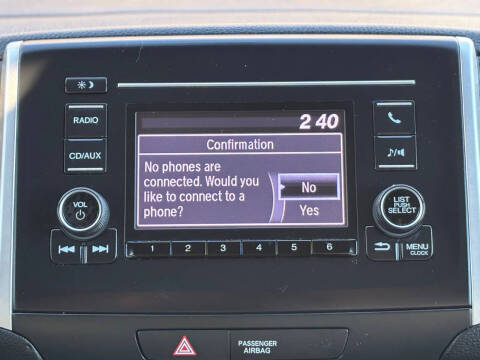 RADIO
CD/AUX
VOL
2 40
Confirmation
No phones are
connected. Would you
like to connect to a
phone?
No
Yes
LIST
PUSH
SELECT
MENU
CLOCK
1 2 3 4 5 6
PASSENGER
AIRBAG